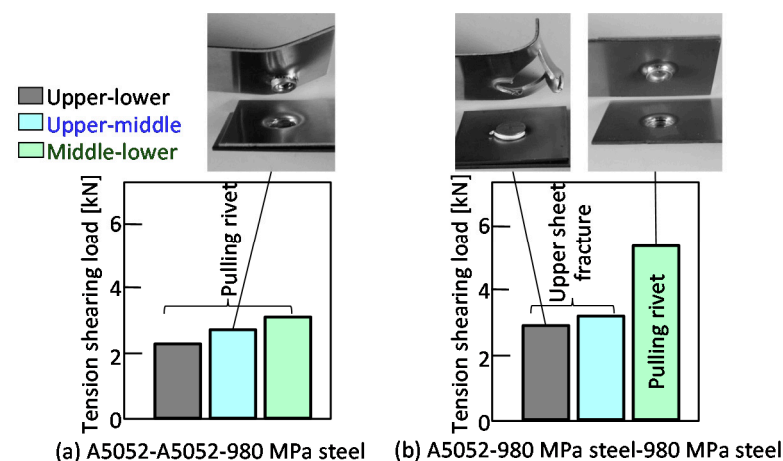 Upper-lower
Upper-middle
Middle-lower
Tension shearing load [kN]
6
4
2
0
Pulling rivet
(a) A5052-A5052-980 MPa steel
Tension shearing load [kN]
6
4
2
0
Upper sheet
fracture
Pulling rivet
(b) A5052-980 MPa steel-980 MPa steel